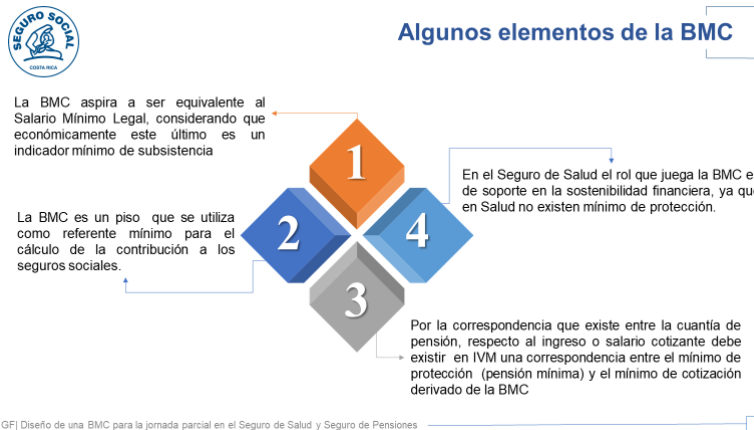 SEGURO SOCIAL
COSTA RICA
Algunos elementos de la BMC
La BMC aspira a ser equivalente al
Salario Mínimo Legal, considerando que
económicamente este último es un
indicador mínimo de subsistencia
1
En el Seguro de Salud el rol que juega la BMC e
de soporte en la sostenibilidad financiera, ya qu
en Salud no existen mínimo de protección.
La BMC es un piso que se utiliza
como referente mínimo para el
cálculo de la contribución a los
seguros sociales.
2
4
3
Por la correspondencia que existe entre la cuantía de
pensión, respecto al ingreso o salario cotizante debe
existir en IVM una correspondencia entre el mínimo de
protección (pensión mínima) y el mínimo de cotización
derivado de la BMC
GF| Diseño de una BMC para la jornada parcial en el Seguro de Salud y Seguro de Pensiones